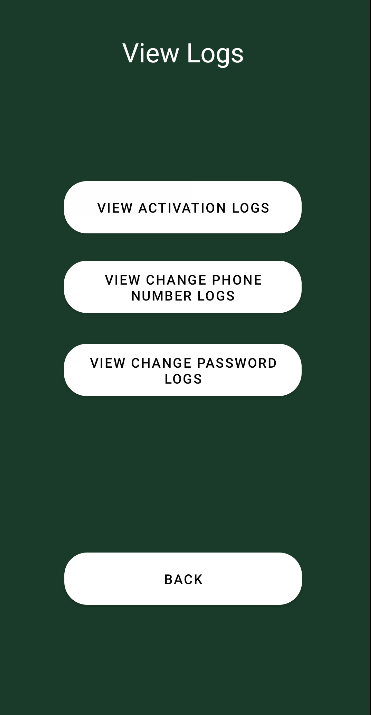 View Logs
VIEW ACTIVATION LOGS
VIEW CHANGE PHONE
NUMBER LOGS
VIEW CHANGE PASSWORD
LOGS
BACK